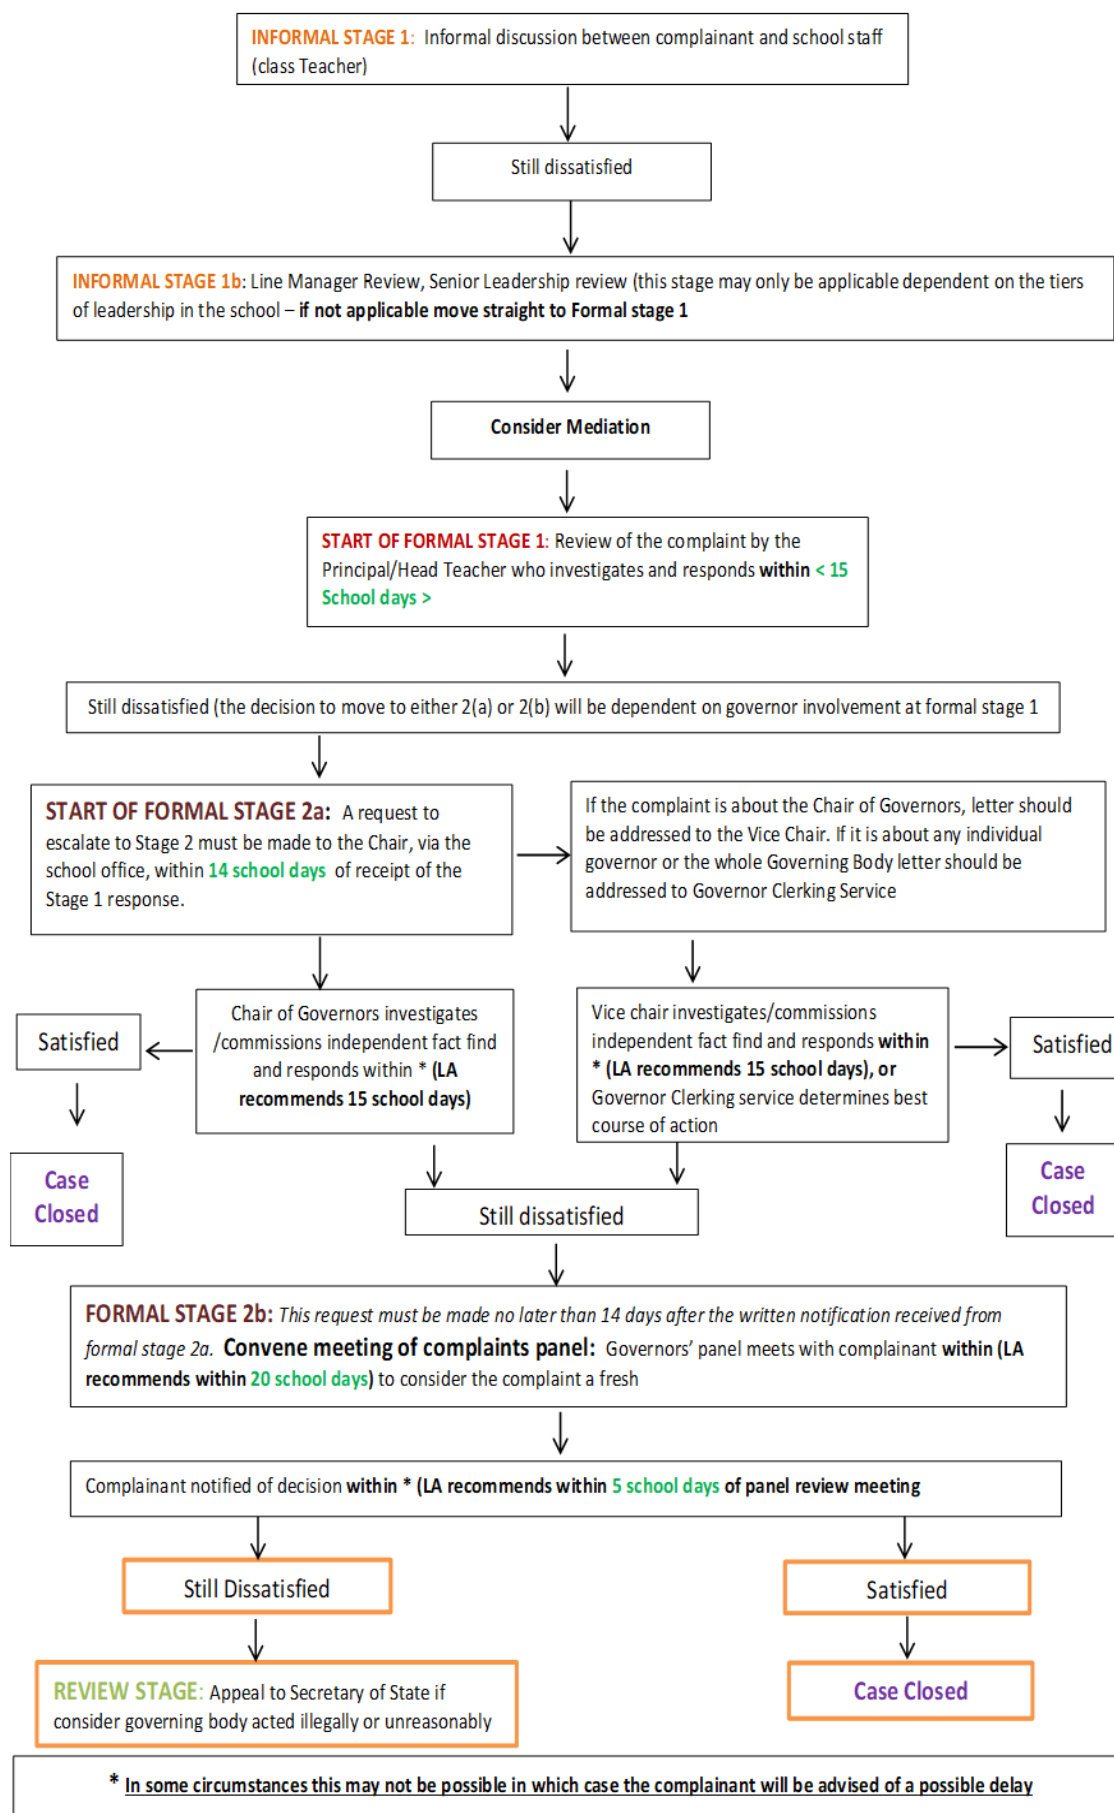 INFORMAL STAGE 1: Informal discussion between complainant and school staff
(class Teacher)
Still dissatisfied
INFORMAL STAGE 1b: Line Manager Review, Senior Leadership review (this stage may only be applicable dependent on the tiers
of leadership in the school – if not applicable move straight to Formal stage 1
Consider Mediation
START OF FORMAL STAGE 1: Review of the complaint by the
Principal/Head Teacher who investigates and responds within < 15
School days >
Still dissatisfied (the decision to move to either 2(a) or 2(b) will be dependent on governor involvement at formal stage 1
START OF FORMAL STAGE 2a: A request to
escalate to Stage 2 must be made to the Chair, via the
school office, within 14 school days of receipt of the
Stage 1 response.
If the complaint is about the Chair of Governors, letter should
be addressed to the Vice Chair. If it is about any individual
governor or the whole Governing Body letter should be
addressed to Governor Clerking Service
Satisfied
Chair of Governors investigates
/commissions independent fact find
and responds within * (LA
recommends 15 school days)
Vice chair investigates/commissions
independent fact find and responds within
* (LA recommends 15 school days), or
Governor Clerking service determines best
course of action
Satisfied
Case
Closed
Still dissatisfied
Case
Closed
FORMAL STAGE 2b: This request must be made no later than 14 days after the written notification received from
formal stage 2a. Convene meeting of complaints panel: Governors' panel meets with complainant within (LA
recommends within 20 school days) to consider the complaint a fresh
Complainant notified of decision within * (LA recommends within 5 school days of panel review meeting
Still Dissatisfied
Satisfied
REVIEW STAGE: Appeal to Secretary of State if
consider governing body acted illegally or unreasonably
Case Closed
* In some circumstances this may not be possible in which case the complainant will be advised of a possible delay